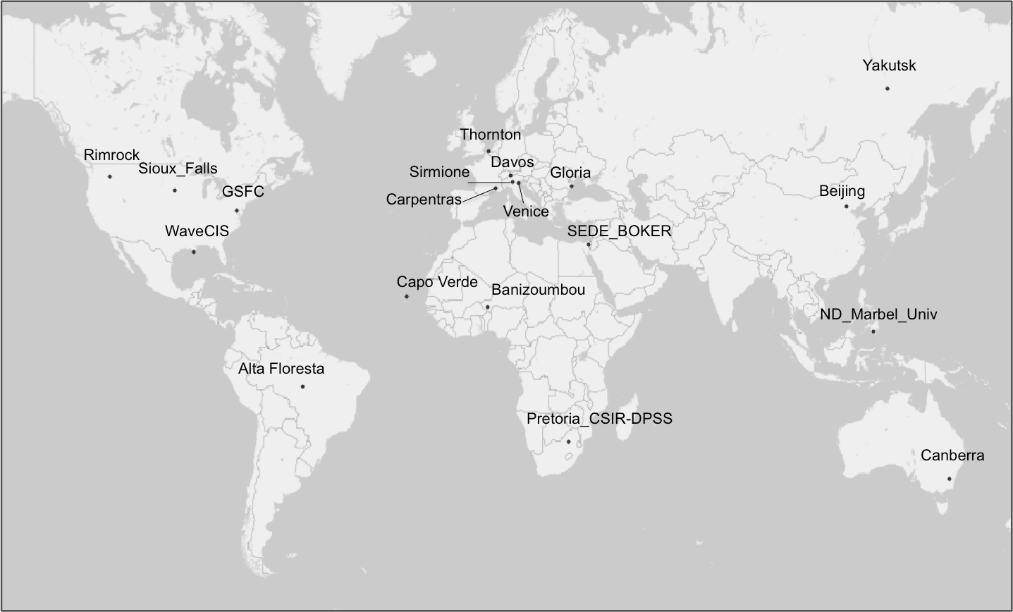 Yakutsk
Thornton
Rimrock
Sioux_Falls
Davos
Sirmione
Gloria
GSFC
Beijing
Carpentras
Venice
WaveCIS
SEDE_BOKER
Capo Verde
Banizoumbou
ND_Marbel_Univ
Alta Floresta
Pretoria_CSIR-DPSS
Canberra